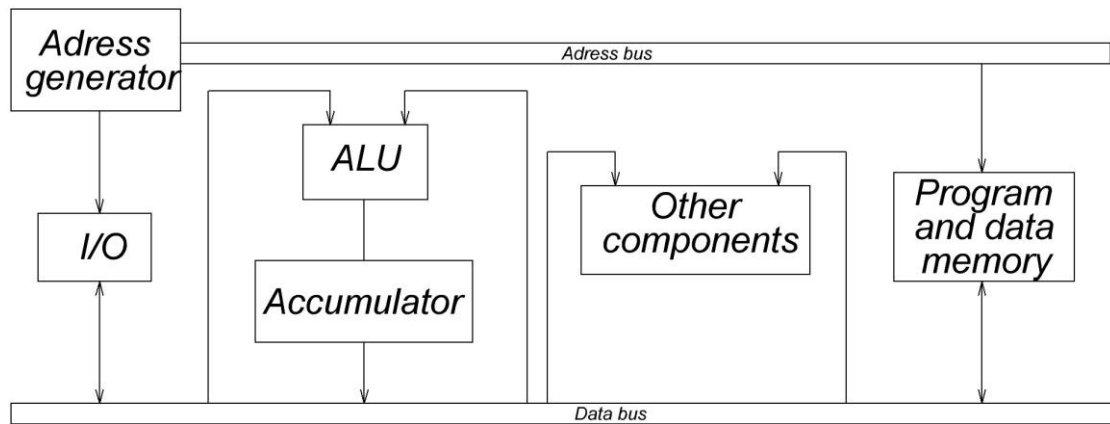 Adress
generator
Adress bus
ALU
I/O
Accumulator
Other
components
Program
and data
memory
Data bus